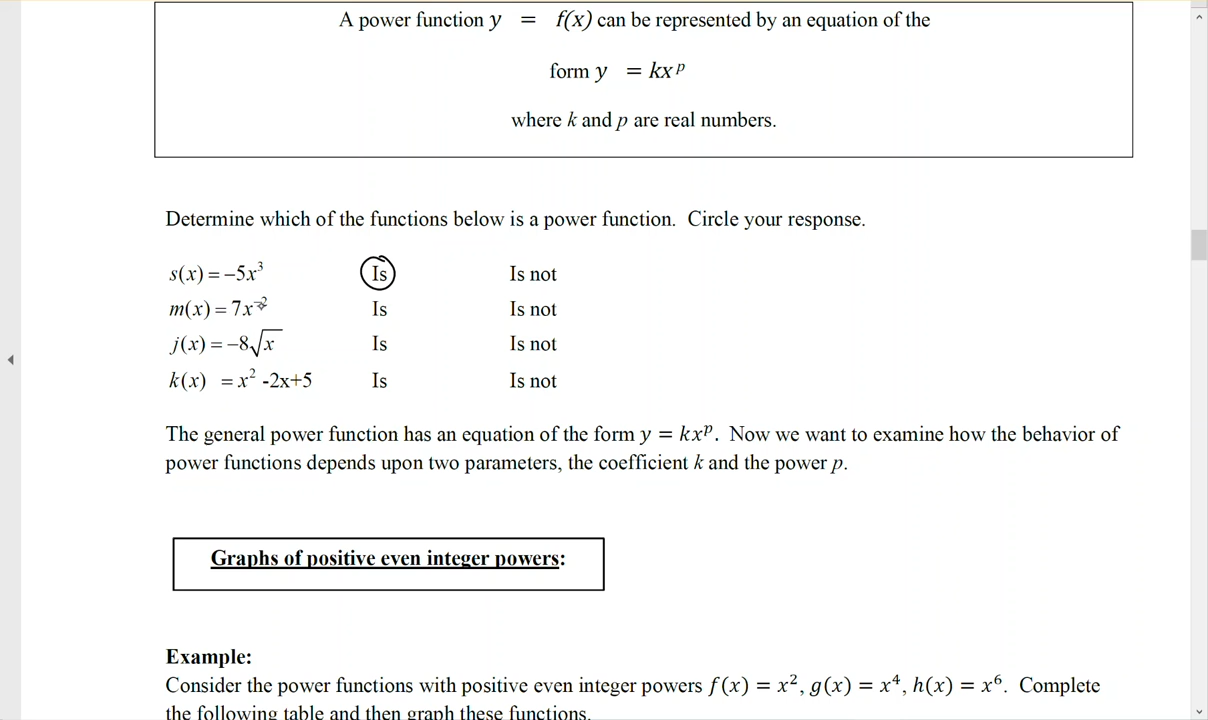 A power function y = f(x) can be represented by an equation of the
form y = kxᵖ
where k and p are real numbers.
Determine which of the functions below is a power function. Circle your response.
s(x) = –5x³ Is Is not
m(x) = 7x⁻² Is Is not
j(x) = –8√x Is Is not
k(x) = x² -2x+5 Is Is not
The general power function has an equation of the form y = kxᵖ. Now we want to examine how the behavior of
power functions depends upon two parameters, the coefficient k and the power p.
Graphs of positive even integer powers:
Example:
Consider the power functions with positive even integer powers f(x) = x², g(x) = x⁴, h(x) = x⁶. Complete
the following table and then graph these functions.